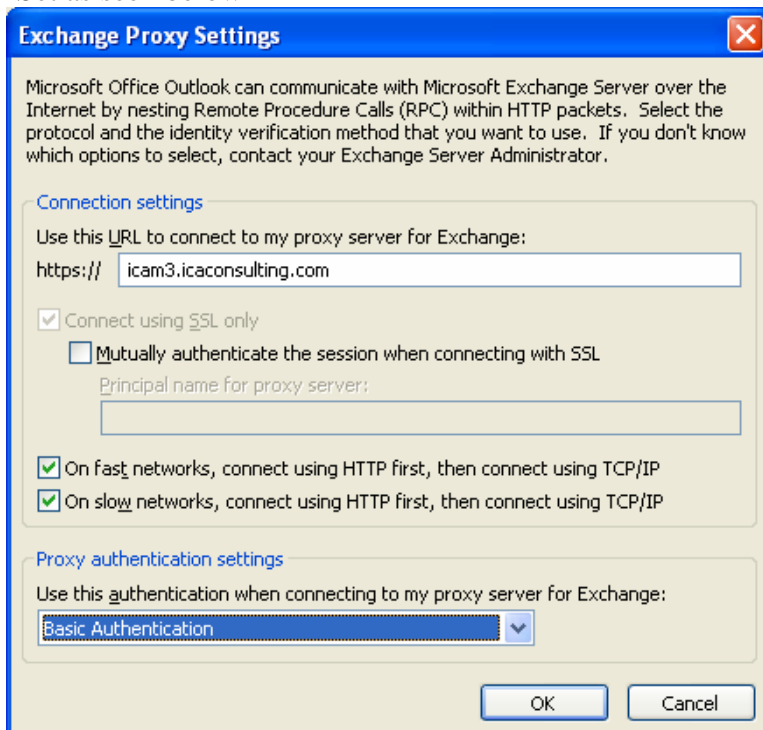 Exchange Proxy Settings
Microsoft Office Outlook can communicate with Microsoft Exchange Server over the
Internet by nesting Remote Procedure Calls (RPC) within HTTP packets. Select the
protocol and the identity verification method that you want to use. If you don't know
which options to select, contact your Exchange Server Administrator.
Connection settings
Use this URL to connect to my proxy server for Exchange:
https:// icam3.icaconsulting.com
Connect using SSL only
Mutually authenticate the session when connecting with SSL
Principal name for proxy server:
On fast networks, connect using HTTP first, then connect using TCP/IP
On slow networks, connect using HTTP first, then connect using TCP/IP
Proxy authentication settings
Use this authentication when connecting to my proxy server for Exchange:
Basic Authentication
OK Cancel